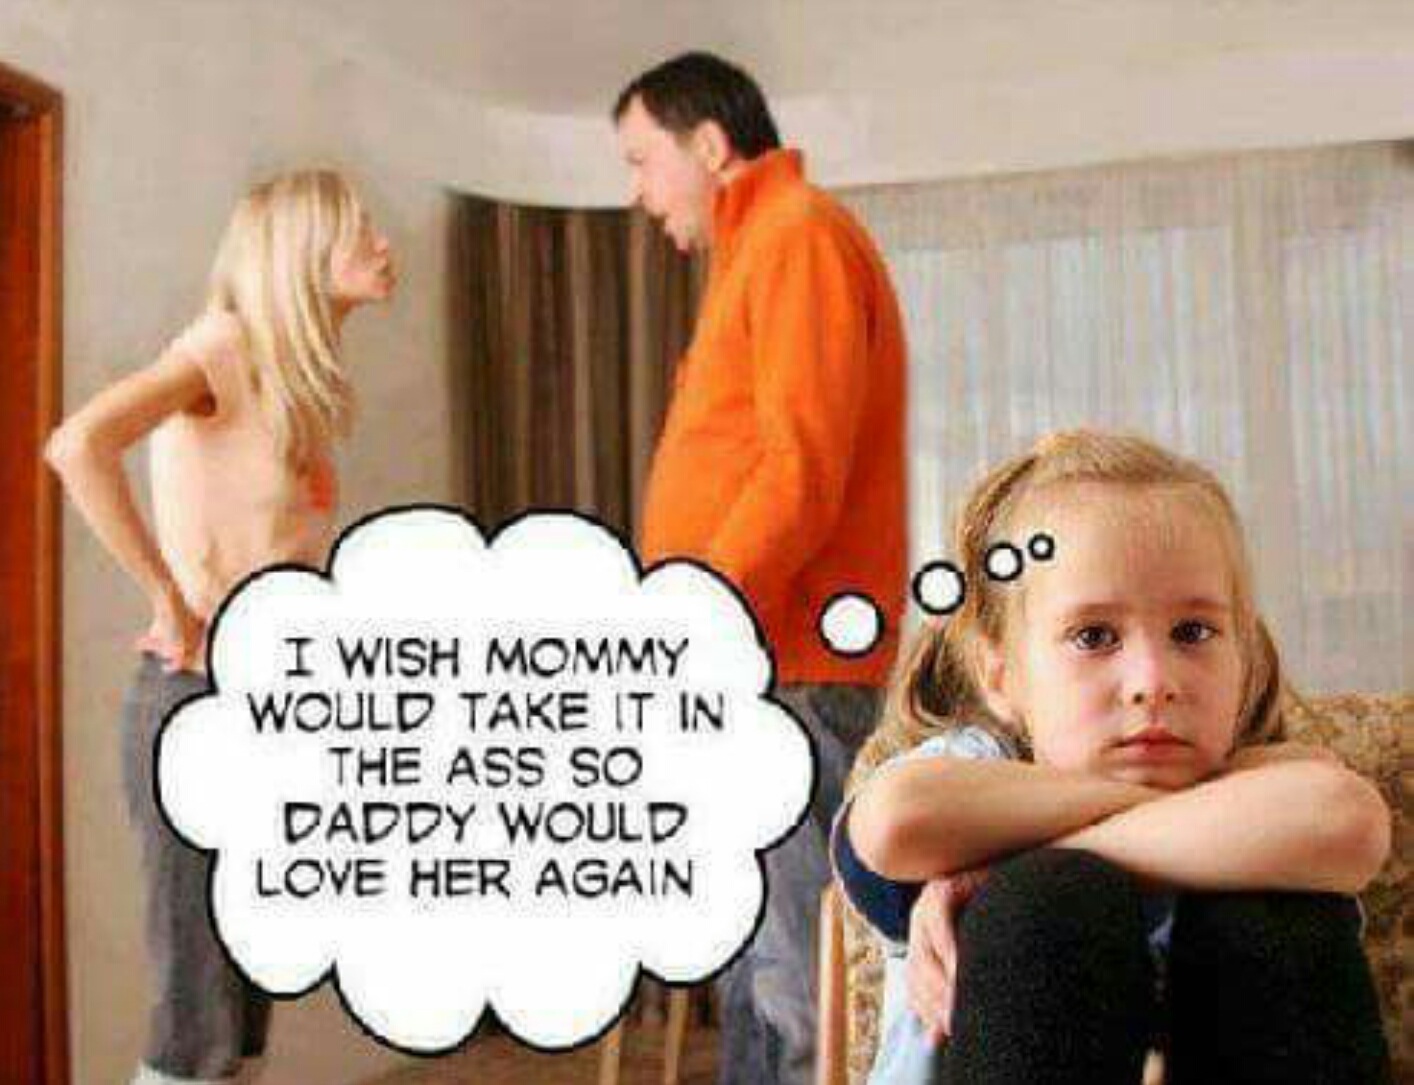 I WISH MOMMY
WOULD TAKE IT IN
THE ASS SO
DADDY WOULD
LOVE HER AGAIN